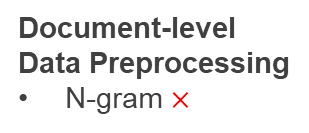 Document-level
Data Preprocessing
• N-gram ×